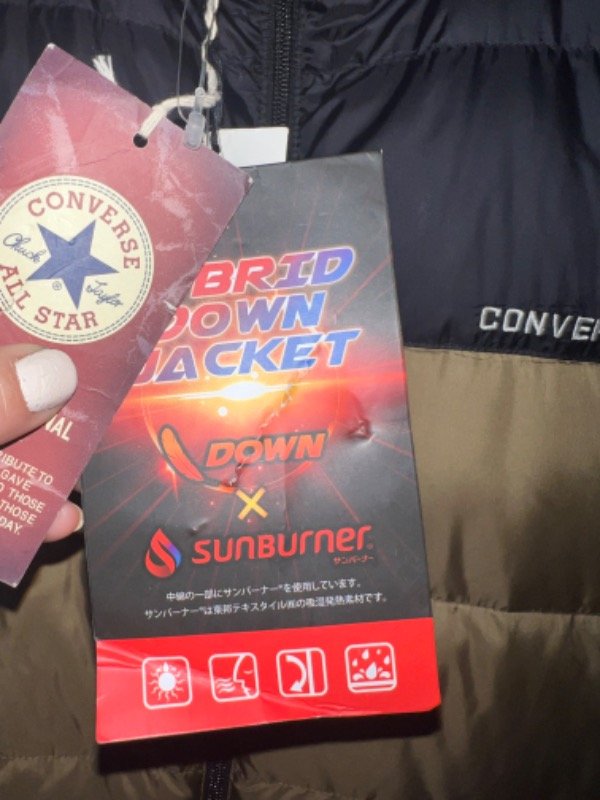 CONVERSE
Chuck
Taylor
®
ALL STAR
NAL
IBUTE TO
GAVE
THOSE
THOSE
DAY.
BRID
DOWN
JACKET
DOWN
×
SUNBURNER®
サンバーナー
中綿の一部にサンバーナー®を使用しています。
サンバーナー®は東邦テキスタイル㈱の吸湿発熱素材です。
CONVER